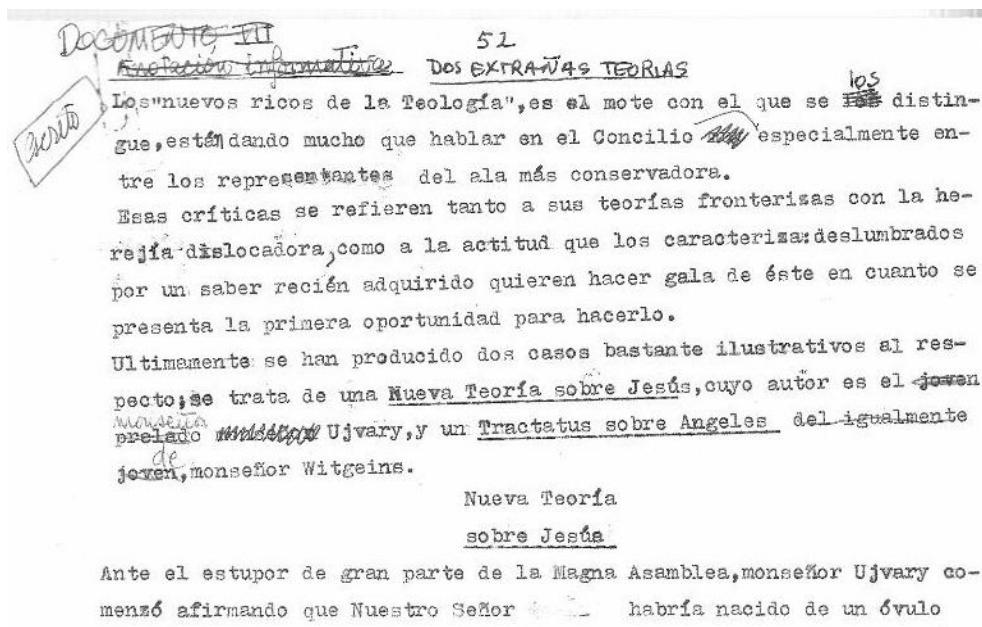 DOCUMENTO VII
52
Anotación informativa DOS EXTRAÑAS TEORIAS
escrito
Los"nuevos ricos de la Teología",es el mote con el que se los distin-
gue,están dando mucho que hablar en el Concilio especialmente en-
tre los representantes del ala más conservadora.
Esas críticas se refieren tanto a sus teorías fronterizas con la he-
rejía dislocadora,como a la actitud que los caracteriza:deslumbrados
por un saber recién adquirido quieren hacer gala de éste en cuanto se
presenta la primera oportunidad para hacerlo.
Ultimamente se han producido dos casos bastante ilustrativos al res-
pecto;se trata de una Nueva Teoría sobre Jesús,cuyo autor es el joven
monseñor
prelado Ujvary,y un Tractatus sobre Angeles del igualmente
de
joven,monseñor Witgeins.
Nueva Teoría
sobre Jesús
Ante el estupor de gran parte de la Magna Asamblea,monseñor Ujvary co-
menzó afirmando que Nuestro Señor habría nacido de un óvulo